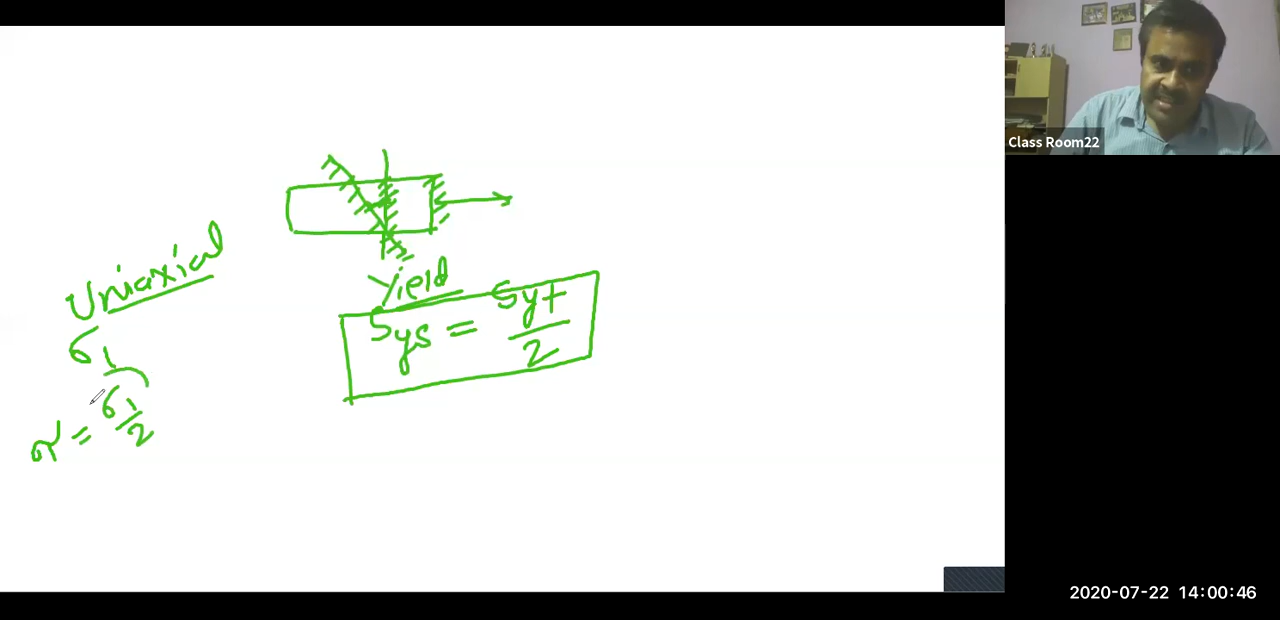 Uniaxial
σ1
σ1/2
Yield
Sys = Syt/2
Class Room22
2020-07-22 14:00:46